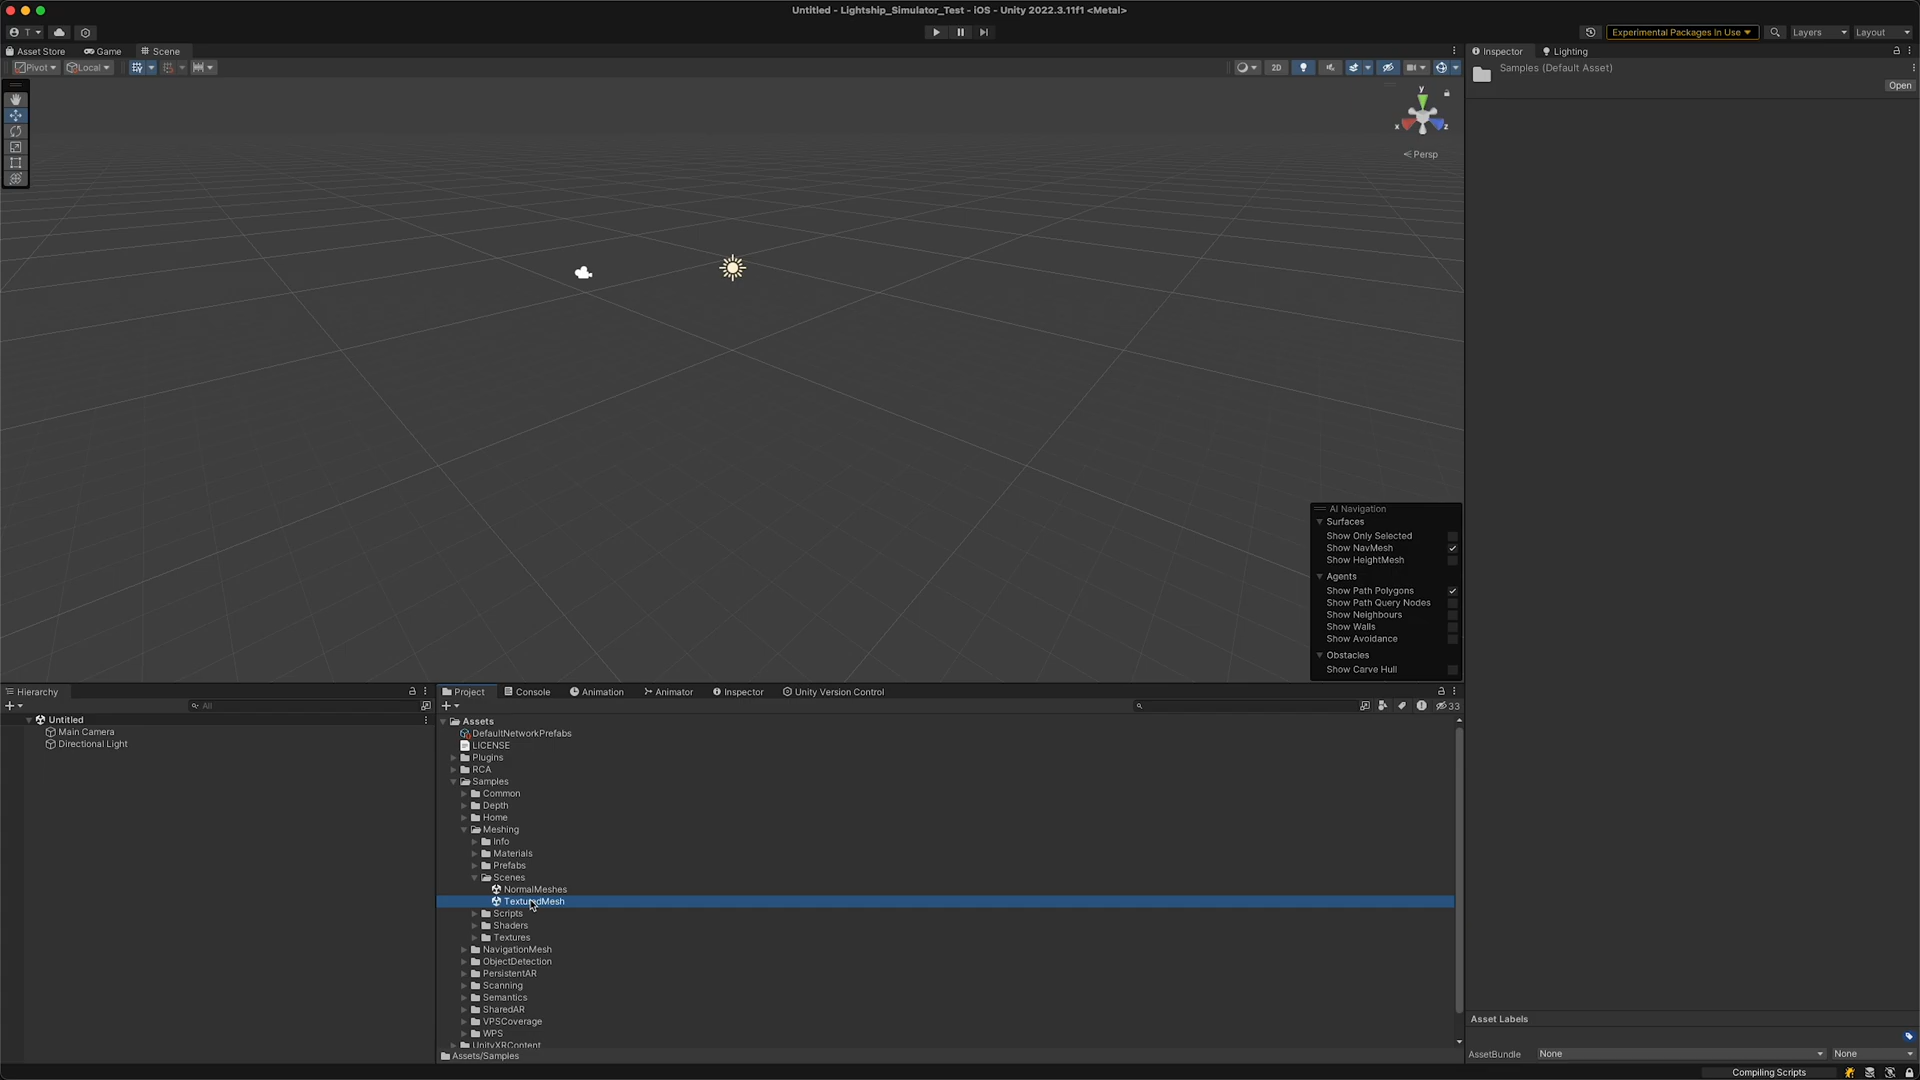 Untitled - Lightship_Simulator_Test - iOS - Unity 2022.3.11f1 <Metal>
T
Experimental Packages In Use
Layers
Layout
Asset Store
Game
Scene
Inspector
Lighting
Pivot
Local
2D
Samples (Default Asset)
Open
y
x
z
Persp
AI Navigation
Surfaces
Show Only Selected
Show NavMesh
Show HeightMesh
Agents
Show Path Polygons
Show Path Query Nodes
Show Neighbours
Show Walls
Show Avoidance
Obstacles
Show Carve Hull
Hierarchy
All
Untitled
Main Camera
Directional Light
Project
Console
Animation
Animator
Inspector
Unity Version Control
33
Assets
DefaultNetworkPrefabs
LICENSE
Plugins
RCA
Samples
Common
Depth
Home
Meshing
Info
Materials
Prefabs
Scenes
NormalMeshes
TexturedMesh
Scripts
Shaders
Textures
NavigationMesh
ObjectDetection
PersistentAR
Scanning
Semantics
SharedAR
VPSCoverage
WPS
UnityXRContent
Assets/Samples
Asset Labels
AssetBundle
None
None
Compiling Scripts